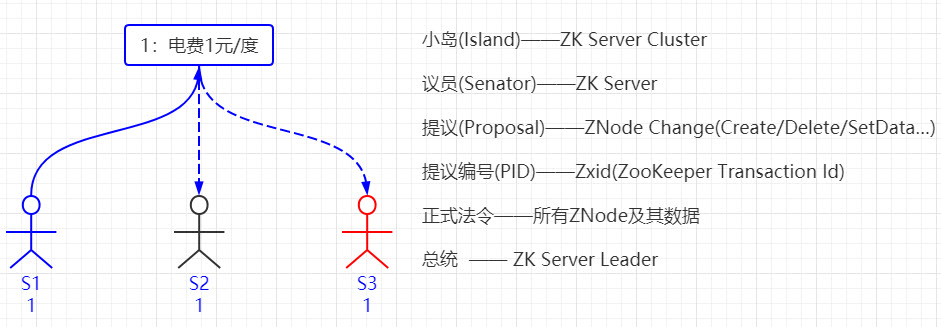 1：电费1元/度
S1
1
S2
1
S3
1
小岛(Island)——ZK Server Cluster
议员(Senator)——ZK Server
提议(Proposal)——ZNode Change(Create/Delete/SetData...)
提议编号(PID)——Zxid(ZooKeeper Transaction Id)
正式法令——所有ZNode及其数据
总统 —— ZK Server Leader